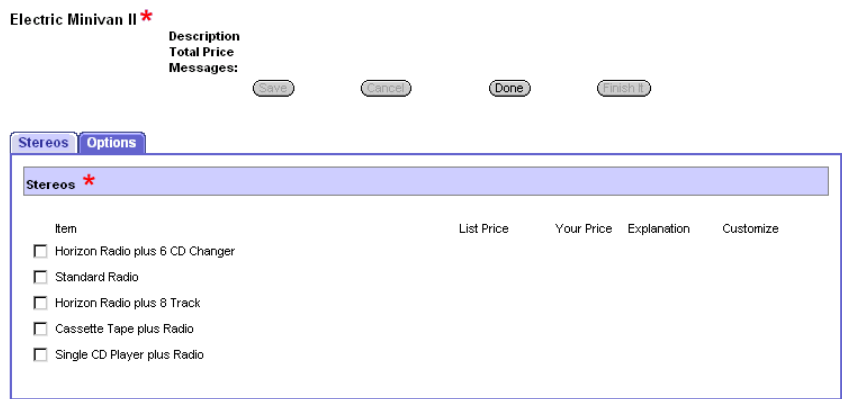 Electric Minivan II *
Description
Total Price
Messages:
Save Cancel Done Finish It
Stereos Options
Stereos *
Item List Price Your Price Explanation Customize
Horizon Radio plus 6 CD Changer
Standard Radio
Horizon Radio plus 8 Track
Cassette Tape plus Radio
Single CD Player plus Radio